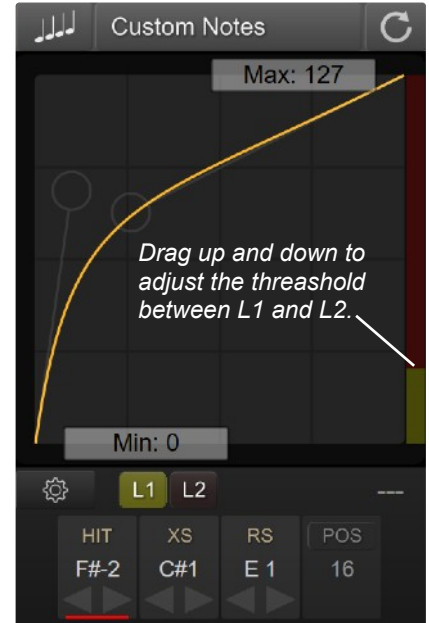 Custom Notes
Max: 127
Drag up and down to
adjust the threashold
between L1 and L2.
Min: 0
L1 L2 ---
HIT XS RS POS
F#-2 C#1 E 1 16